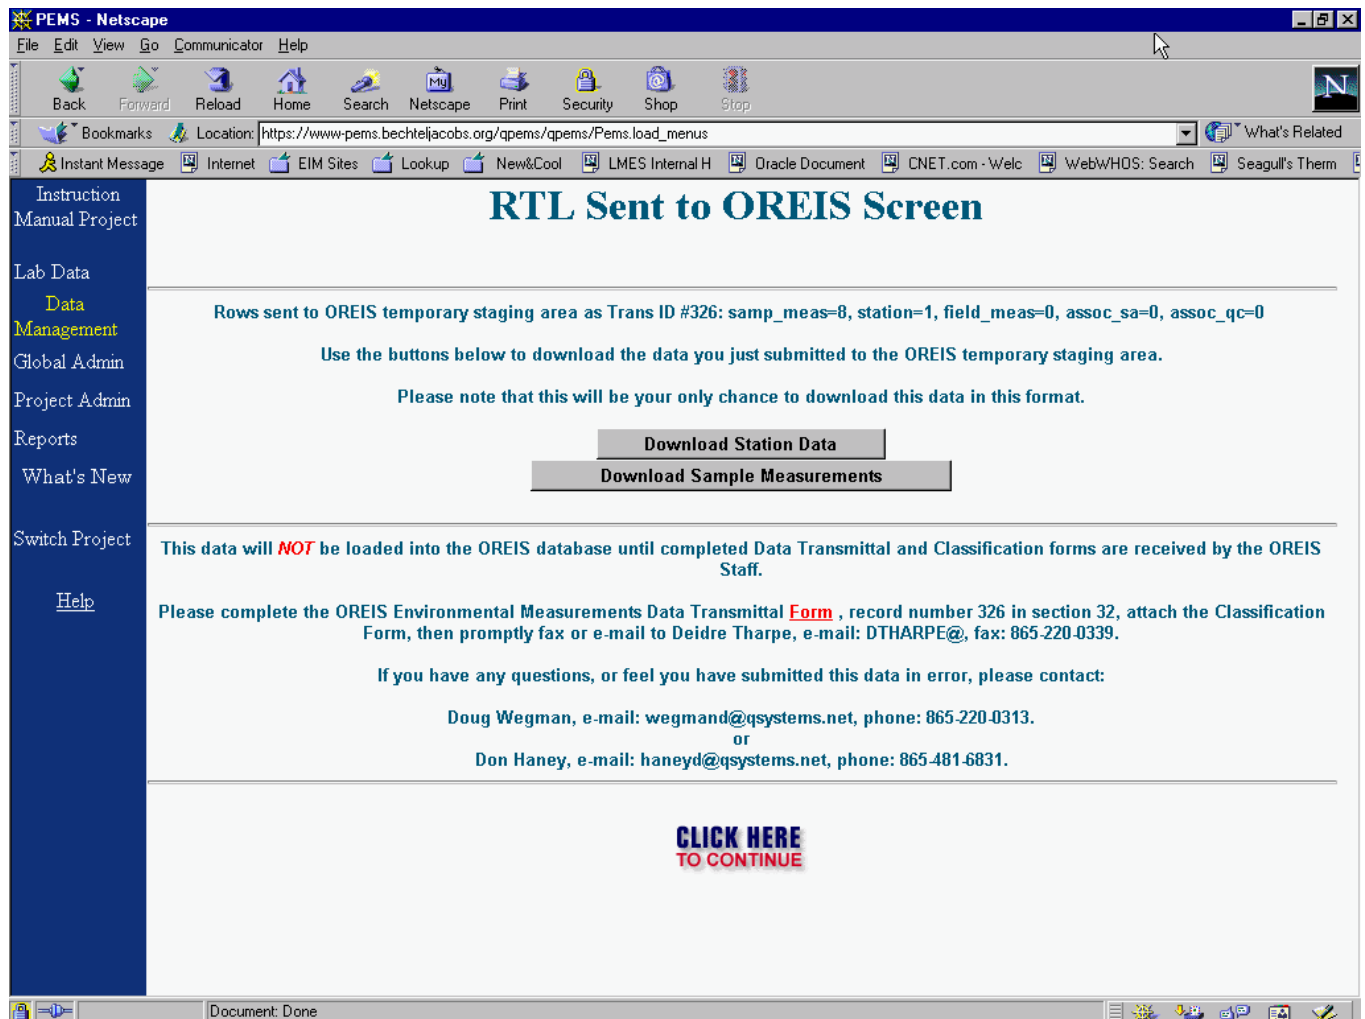 PEMS - Netscape
File Edit View Go Communicator Help
Back Forward Reload Home Search Netscape Print Security Shop Stop
My
N
Bookmarks Location: https://www-pems.bechteljacobs.org/qpems/qpems/Pems.load_menus What's Related
Instant Message Internet EIM Sites Lookup New&Cool LMES Internal H Oracle Document CNET.com - Welc WebWHOS: Search Seagull's Therm
Instruction
Manual Project
Lab Data
Data
Management
Global Admin
Project Admin
Reports
What's New
Switch Project
Help
RTL Sent to OREIS Screen
Rows sent to OREIS temporary staging area as Trans ID #326: samp_meas=8, station=1, field_meas=0, assoc_sa=0, assoc_qc=0
Use the buttons below to download the data you just submitted to the OREIS temporary staging area.
Please note that this will be your only chance to download this data in this format.
Download Station Data
Download Sample Measurements
This data will NOT be loaded into the OREIS database until completed Data Transmittal and Classification forms are received by the OREIS
Staff.
Please complete the OREIS Environmental Measurements Data Transmittal Form , record number 326 in section 32, attach the Classification
Form, then promptly fax or e-mail to Deidre Tharpe, e-mail: DTHARPE@, fax: 865-220-0339.
If you have any questions, or feel you have submitted this data in error, please contact:
Doug Wegman, e-mail: wegmand@qsystems.net, phone: 865-220-0313.
or
Don Haney, e-mail: haneyd@qsystems.net, phone: 865-481-6831.
CLICK HERE
TO CONTINUE
Document: Done